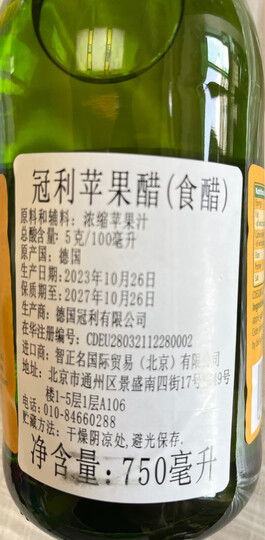 冠利苹果醋(食醋)
原料和辅料: 浓缩苹果汁
总酸含量: 5克/100毫升
原产国: 德国
生产日期: 2023年10月26日
保质期至: 2027年10月26日
生产商: 德国冠利有限公司
在华注册编号: CDEU28032112280002
进口商: 智正名国际贸易（北京）有限公司
地址: 北京市通州区景盛南四街17号 9号
楼1-5层1层A106
电话:010-84660288
贮藏方法: 干燥阴凉处,避光保存.
净含量: 750毫升